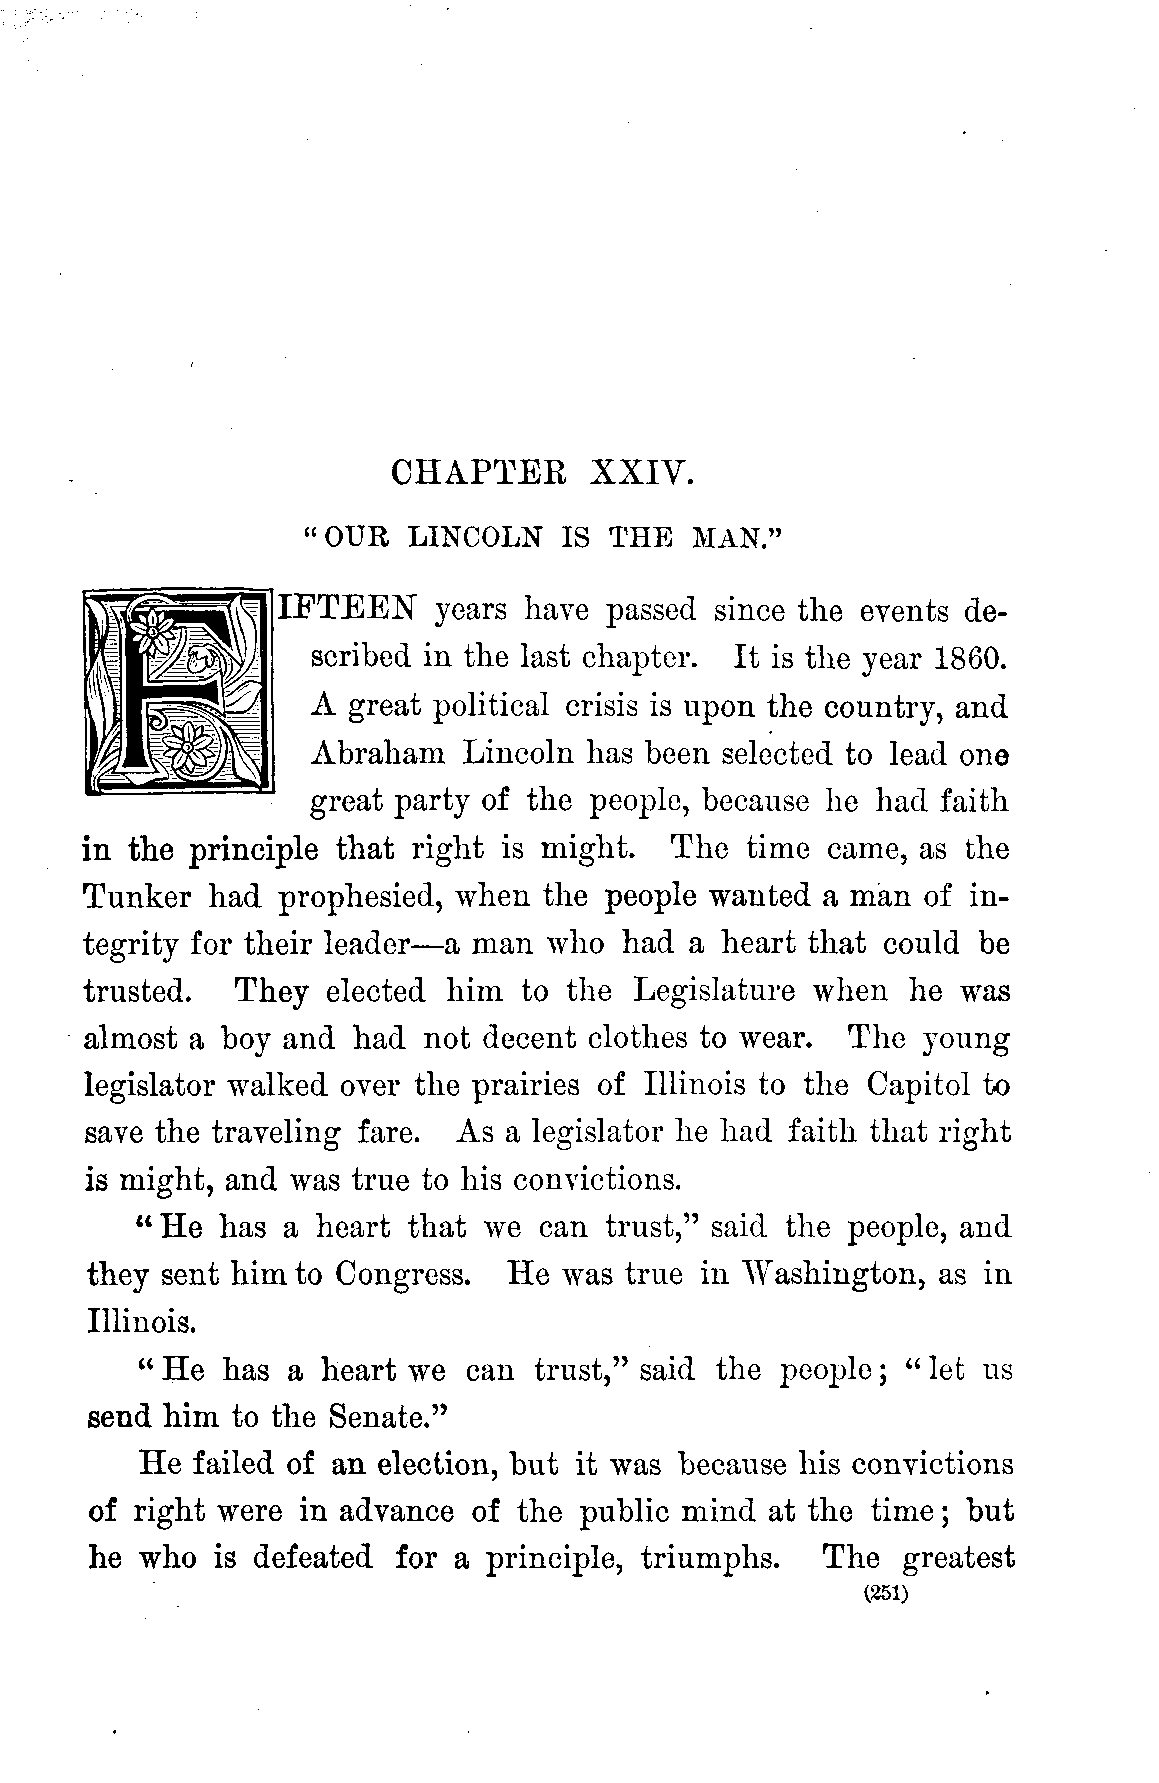 CHAPTER XXIV.
"OUR LINCOLN IS THE MAN."
FIFTEEN years have passed since the events de-
scribed in the last chapter. It is the year 1860.
A great political crisis is upon the country, and
Abraham Lincoln has been selected to lead one
great party of the people, because he had faith
in the principle that right is might. The time came, as the
Tunker had prophesied, when the people wanted a man of in-
tegrity for their leader—a man who had a heart that could be
trusted. They elected him to the Legislature when he was
almost a boy and had not decent clothes to wear. The young
legislator walked over the prairies of Illinois to the Capitol to
save the traveling fare. As a legislator he had faith that right
is might, and was true to his convictions.
"He has a heart that we can trust," said the people, and
they sent him to Congress. He was true in Washington, as in
Illinois.
"He has a heart we can trust," said the people; "let us
send him to the Senate."
He failed of an election, but it was because his convictions
of right were in advance of the public mind at the time; but
he who is defeated for a principle, triumphs. The greatest
(251)